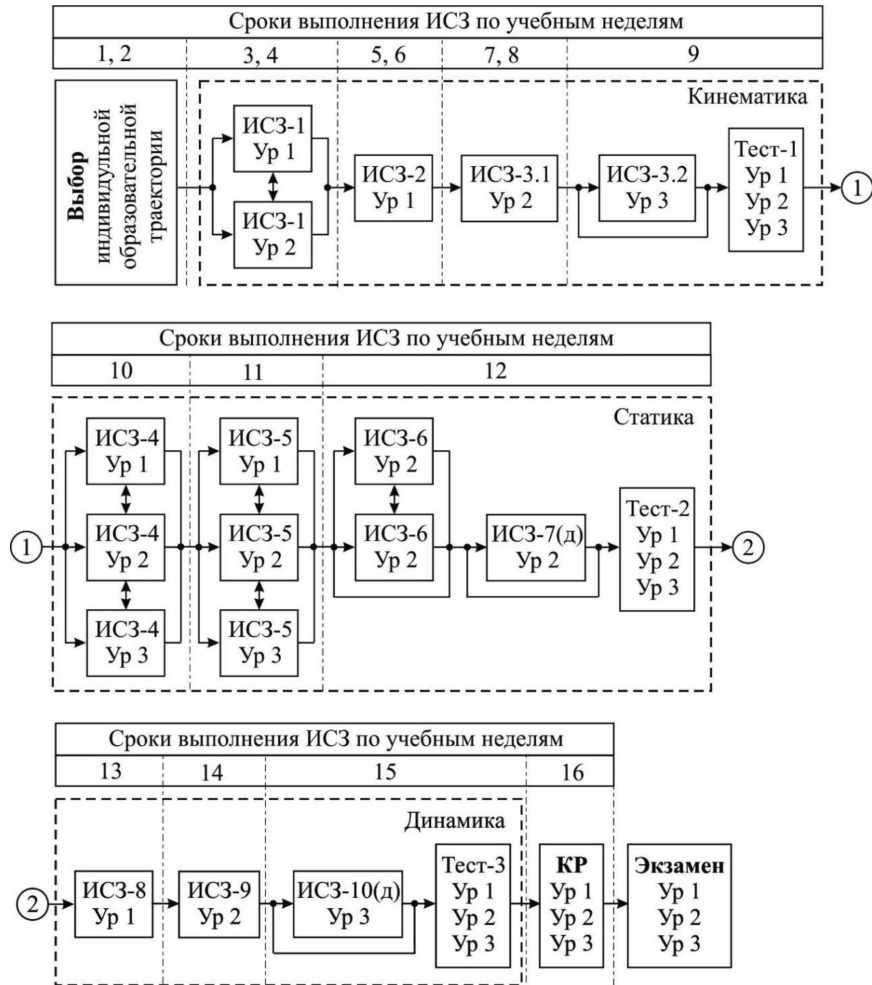 Сроки выполнения ИСЗ по учебным неделям
1, 2
3, 4
5, 6
7, 8
9
Выбор
индивидульной
образовательной
траектории
Кинематика
ИСЗ-1
Ур 1
ИСЗ-1
Ур 2
ИСЗ-2
Ур 1
ИСЗ-3.1
Ур 2
ИСЗ-3.2
Ур 3
Тест-1
Ур 1
Ур 2
Ур 3
1
Сроки выполнения ИСЗ по учебным неделям
10
11
12
Статика
1
ИСЗ-4
Ур 1
ИСЗ-4
Ур 2
ИСЗ-4
Ур 3
ИСЗ-5
Ур 1
ИСЗ-5
Ур 2
ИСЗ-5
Ур 3
ИСЗ-6
Ур 2
ИСЗ-6
Ур 2
ИСЗ-7(д)
Ур 2
Тест-2
Ур 1
Ур 2
Ур 3
2
Сроки выполнения ИСЗ по учебным неделям
13
14
15
16
Динамика
2
ИСЗ-8
Ур 1
ИСЗ-9
Ур 2
ИСЗ-10(д)
Ур 3
Тест-3
Ур 1
Ур 2
Ур 3
КР
Ур 1
Ур 2
Ур 3
Экзамен
Ур 1
Ур 2
Ур 3